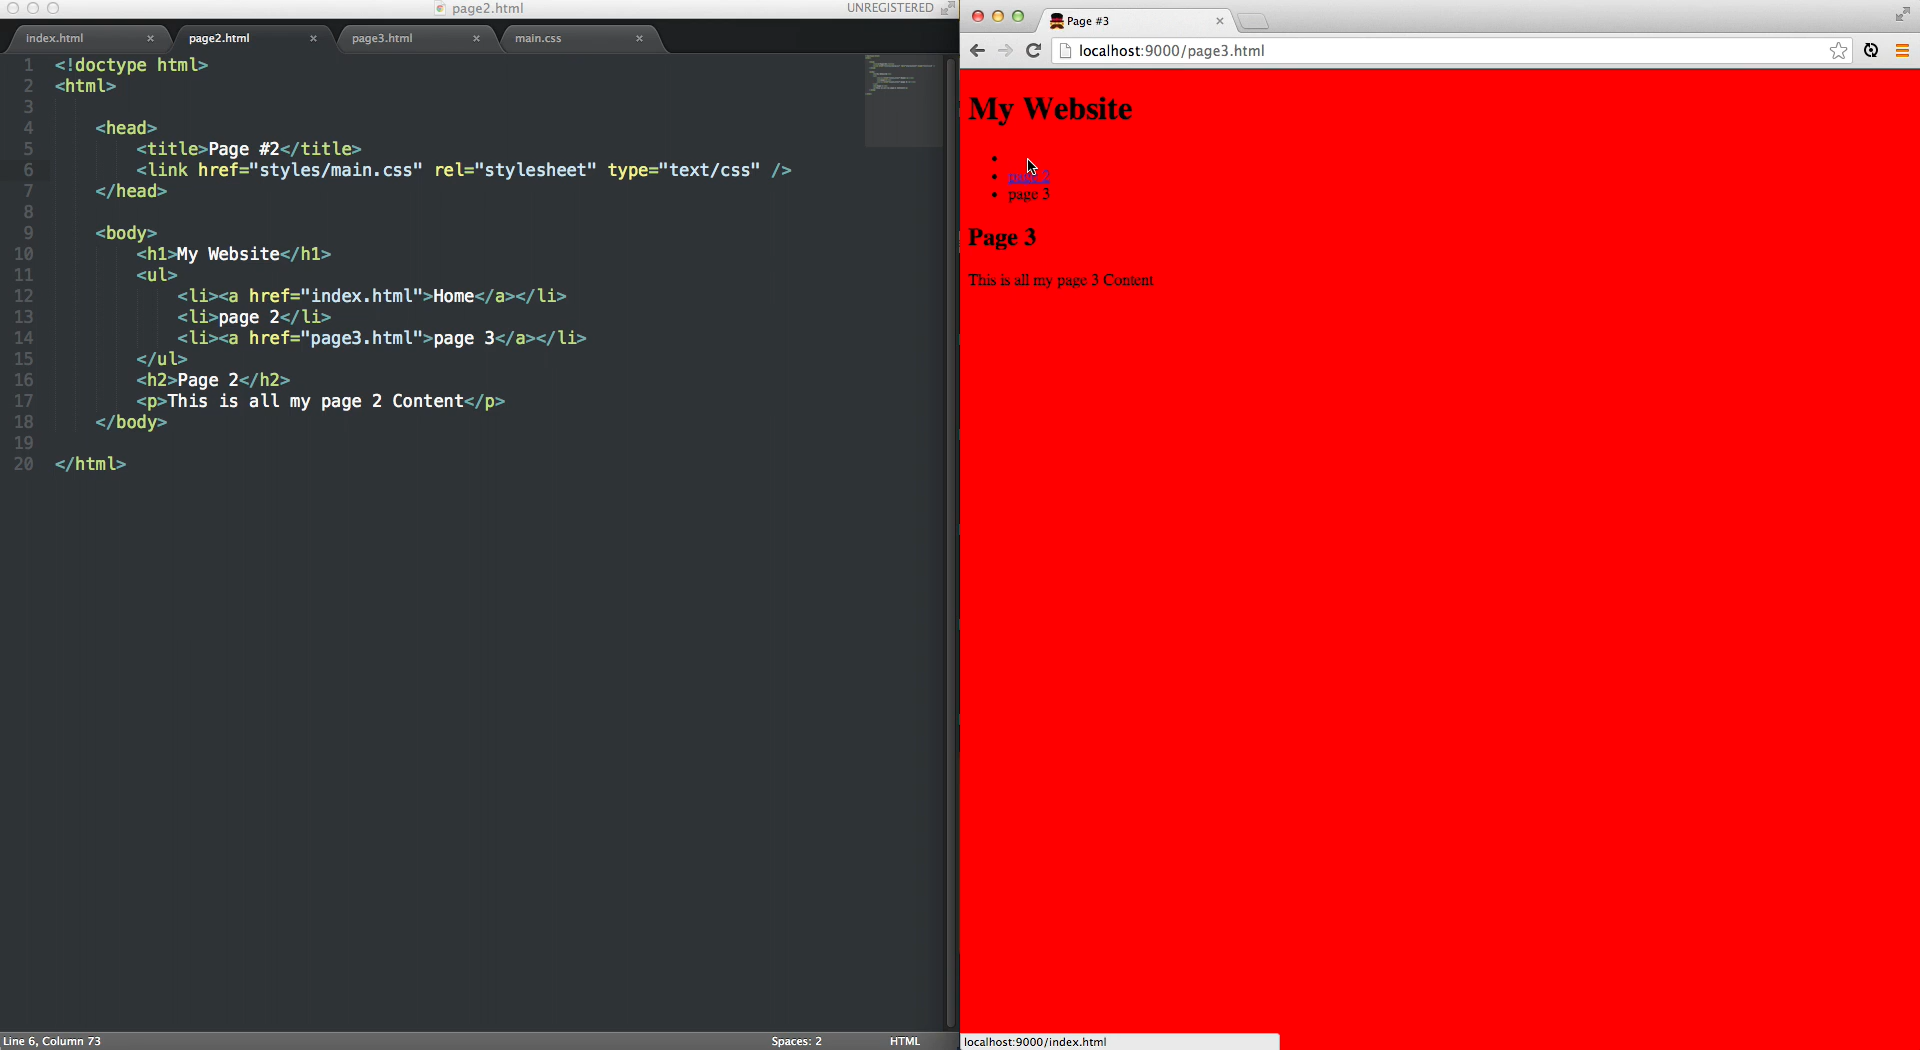 page2.html
UNREGISTERED
index.html
page2.html
page3.html
main.css
1 <!doctype html>
2 <html>
3
4 <head>
5 <title>Page #2</title>
6 <link href="styles/main.css" rel="stylesheet" type="text/css" />
7 </head>
8
9 <body>
10 <h1>My Website</h1>
11 <ul>
12 <li><a href="index.html">Home</a></li>
13 <li>page 2</li>
14 <li><a href="page3.html">page 3</a></li>
15 </ul>
16 <h2>Page 2</h2>
17 <p>This is all my page 2 Content</p>
18 </body>
19
20 </html>
Line 6, Column 73
Spaces: 2
HTML
Page #3
localhost:9000/page3.html
My Website
page 2
page 3
Page 3
This is all my page 3 Content
localhost:9000/index.html